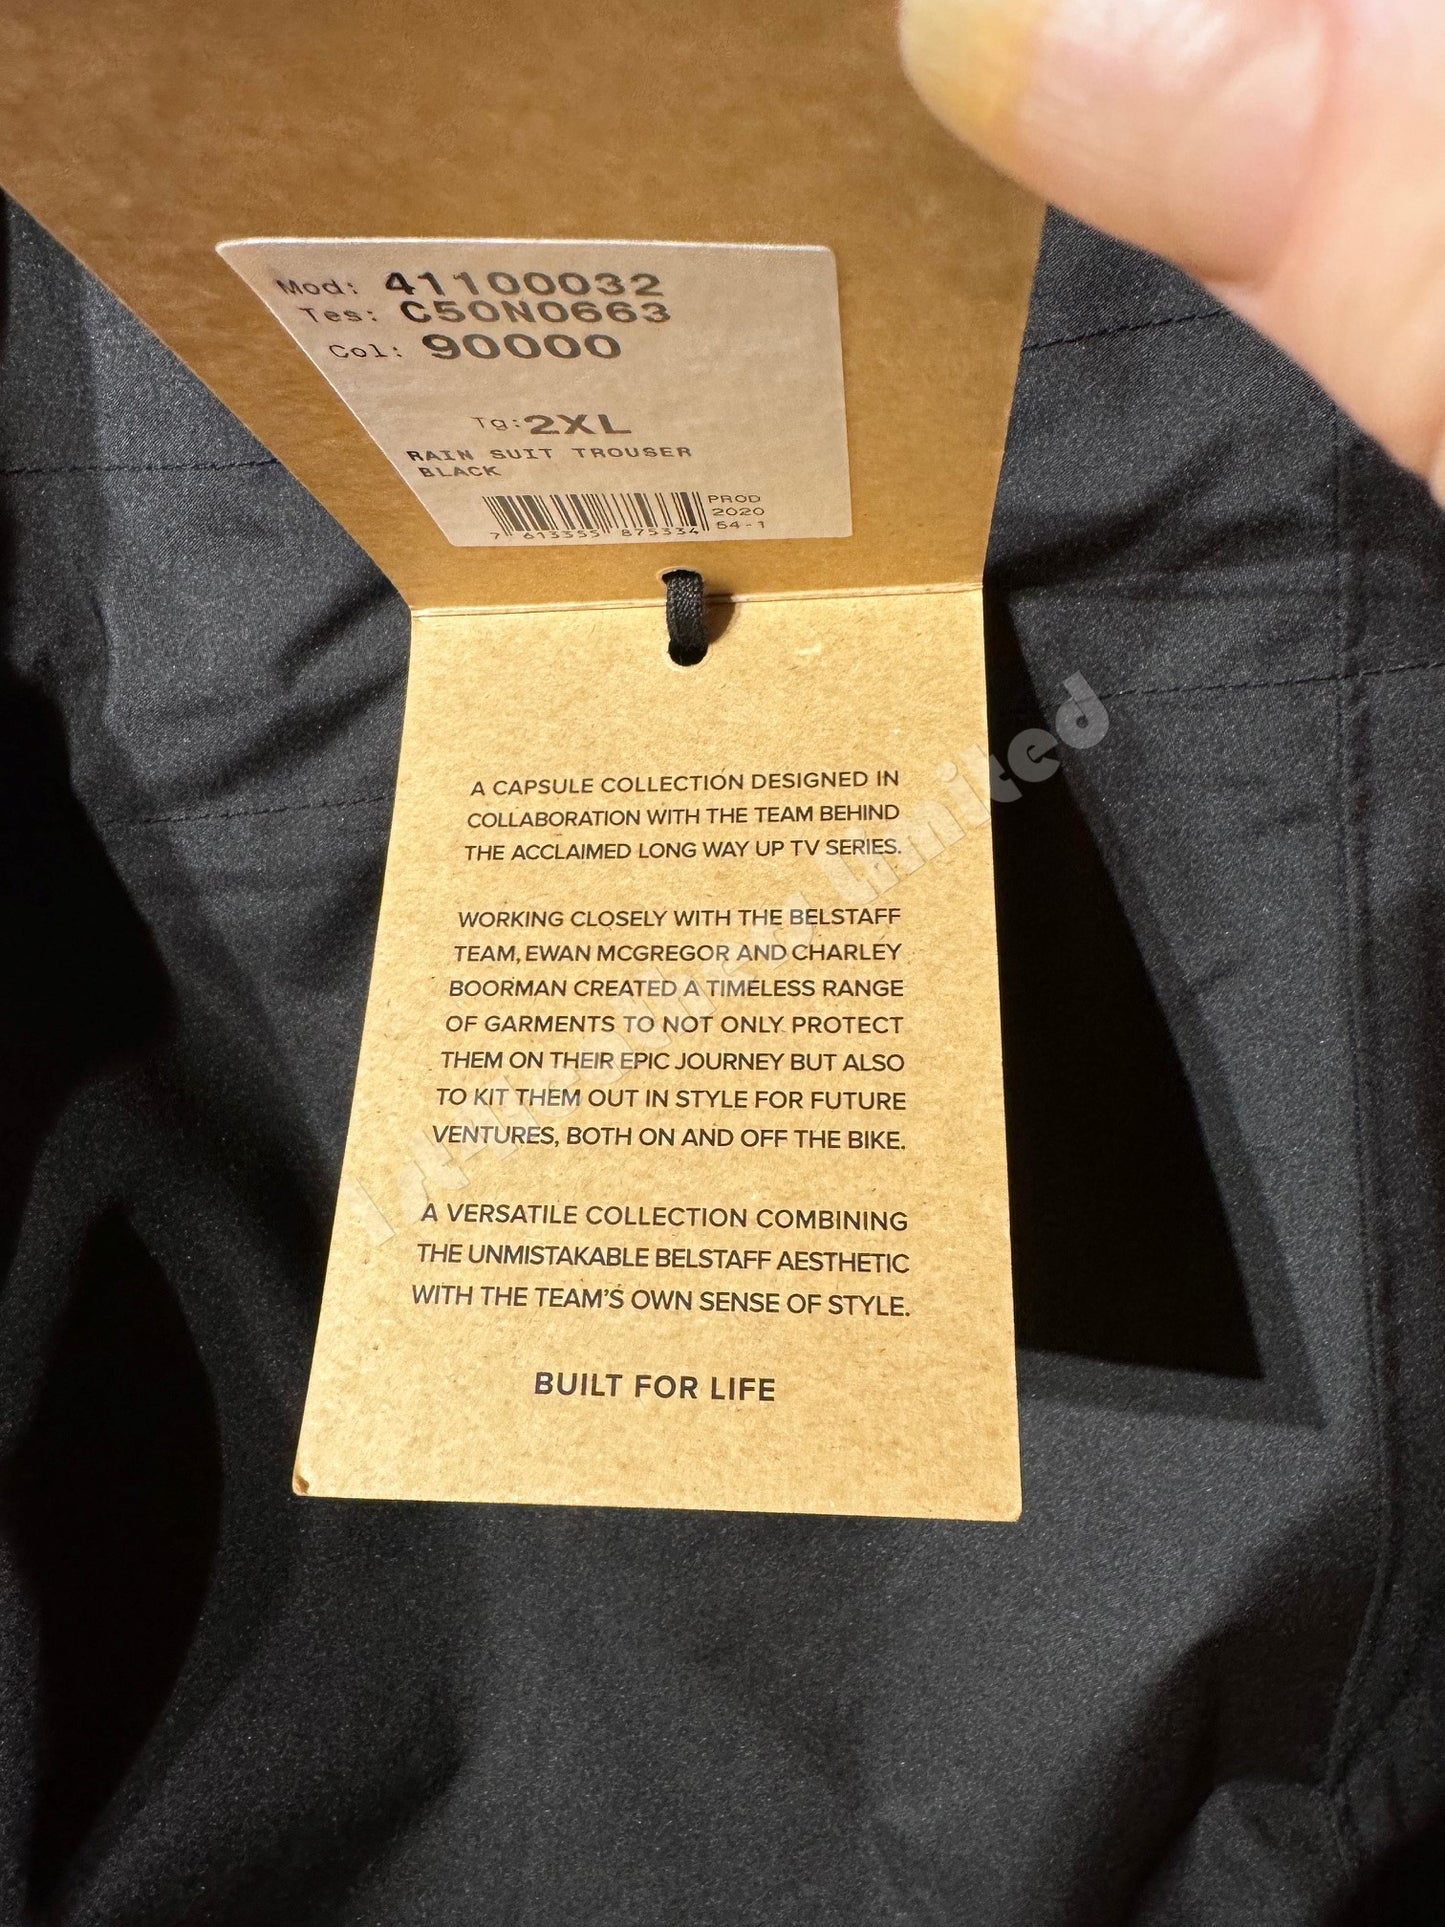 Mod: 41100032
Tes: C50N0663
Col: 90000
Tg: 2XL
RAIN SUIT TROUSER
BLACK
PROD
2020
54-1
7 613355 875334
A CAPSULE COLLECTION DESIGNED IN
COLLABORATION WITH THE TEAM BEHIND
THE ACCLAIMED LONG WAY UP TV SERIES.
WORKING CLOSELY WITH THE BELSTAFF
TEAM, EWAN MCGREGOR AND CHARLEY
BOORMAN CREATED A TIMELESS RANGE
OF GARMENTS TO NOT ONLY PROTECT
THEM ON THEIR EPIC JOURNEY BUT ALSO
TO KIT THEM OUT IN STYLE FOR FUTURE
VENTURES, BOTH ON AND OFF THE BIKE.
A VERSATILE COLLECTION COMBINING
THE UNMISTAKABLE BELSTAFF AESTHETIC
WITH THE TEAM'S OWN SENSE OF STYLE.
BUILT FOR LIFE
limited